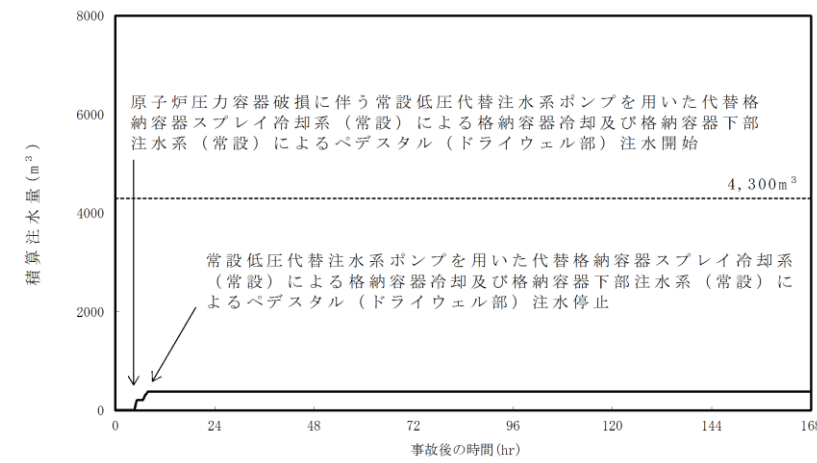 8000
6000
4000
2000
0
積算注水量(m³)
原子炉圧力容器破損に伴う常設低圧代替注水系ポンプを用いた代替格
納容器スプレイ冷却系（常設）による格納容器冷却及び格納容器下部
注水系（常設）によるペデスタル（ドライウェル部）注水開始
4,300m³
常設低圧代替注水系ポンプを用いた代替格納容器スプレイ冷却系
（常設）による格納容器冷却及び格納容器下部注水系（常設）に
よるペデスタル（ドライウェル部）注水停止
0 24 48 72 96 120 144 168
事故後の時間(hr)